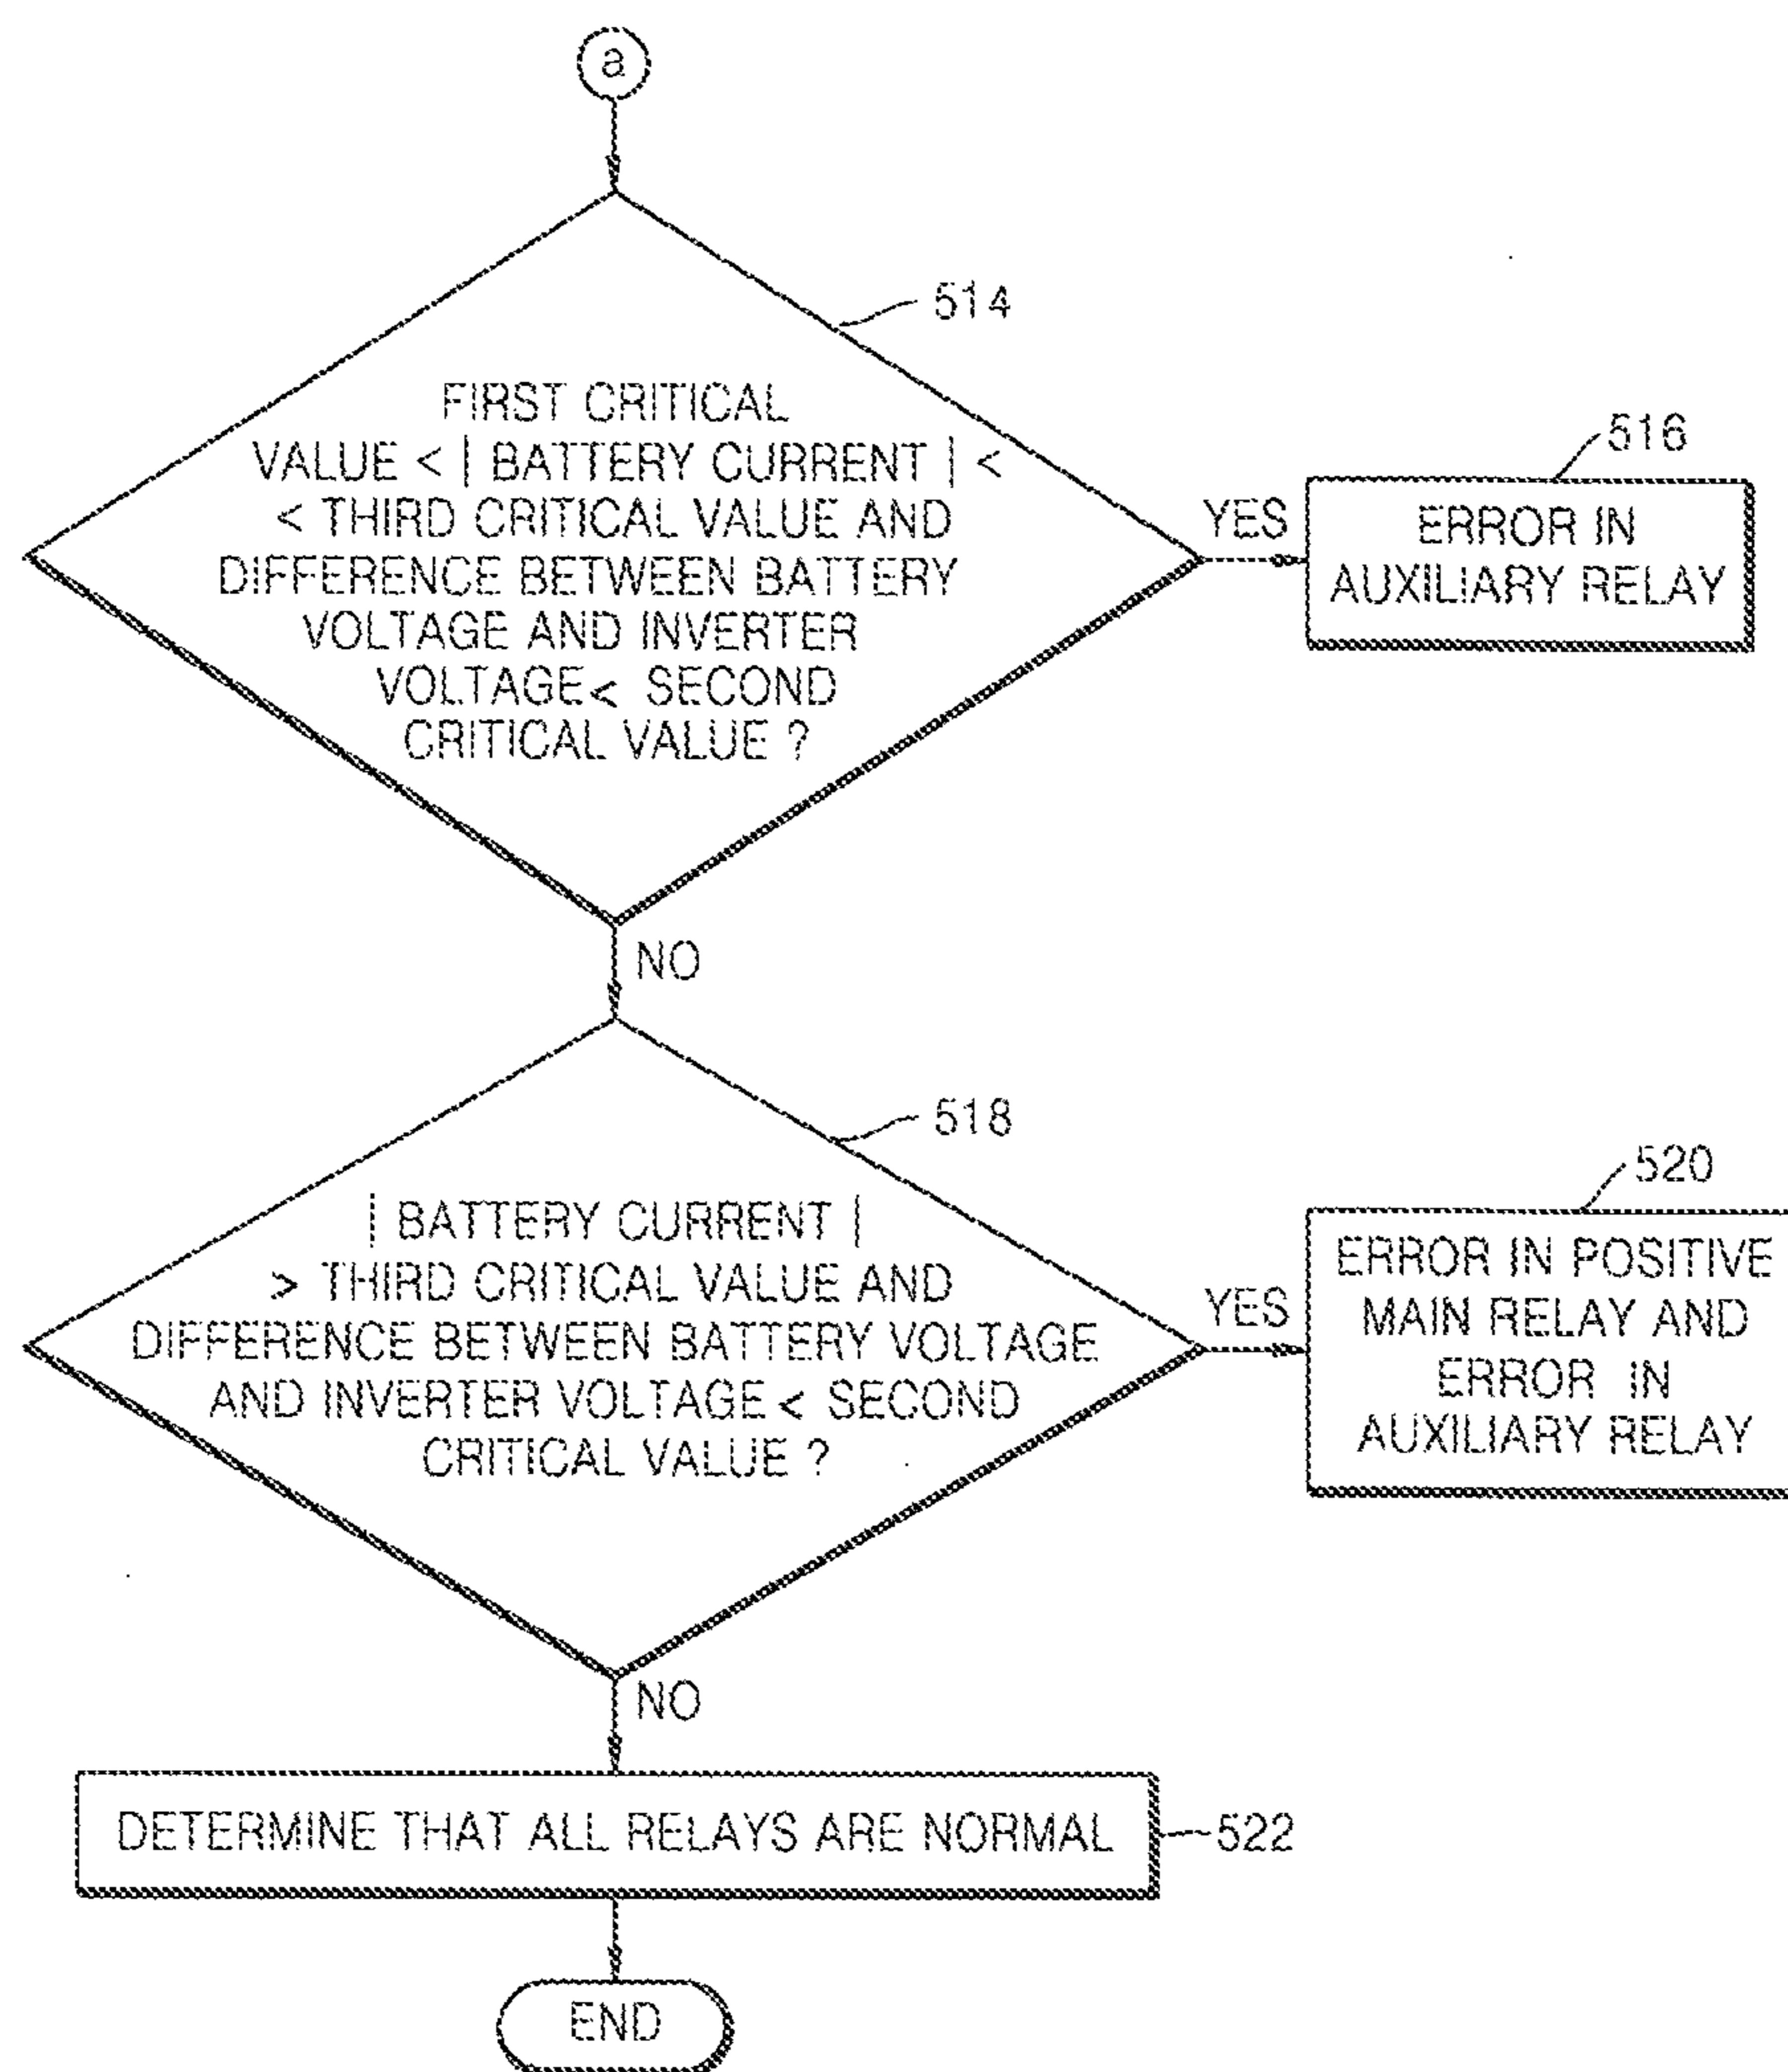 a
514
FIRST CRITICAL
VALUE < | BATTERY CURRENT | <
< THIRD CRITICAL VALUE AND
DIFFERENCE BETWEEN BATTERY
VOLTAGE AND INVERTER
VOLTAGE< SECOND
CRITICAL VALUE ?
YES
516
ERROR IN
AUXILIARY RELAY
NO
518
| BATTERY CURRENT |
> THIRD CRITICAL VALUE AND
DIFFERENCE BETWEEN BATTERY VOLTAGE
AND INVERTER VOLTAGE < SECOND
CRITICAL VALUE ?
YES
520
ERROR IN POSITIVE
MAIN RELAY AND
ERROR IN
AUXILIARY RELAY
NO
DETERMINE THAT ALL RELAYS ARE NORMAL
522
END